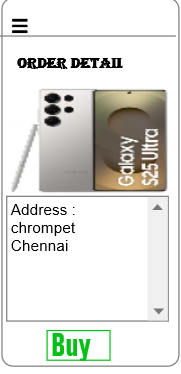 ORDER DETAIL
Galaxy
S25 Ultra
Address :
chrompet
Chennai
Buy